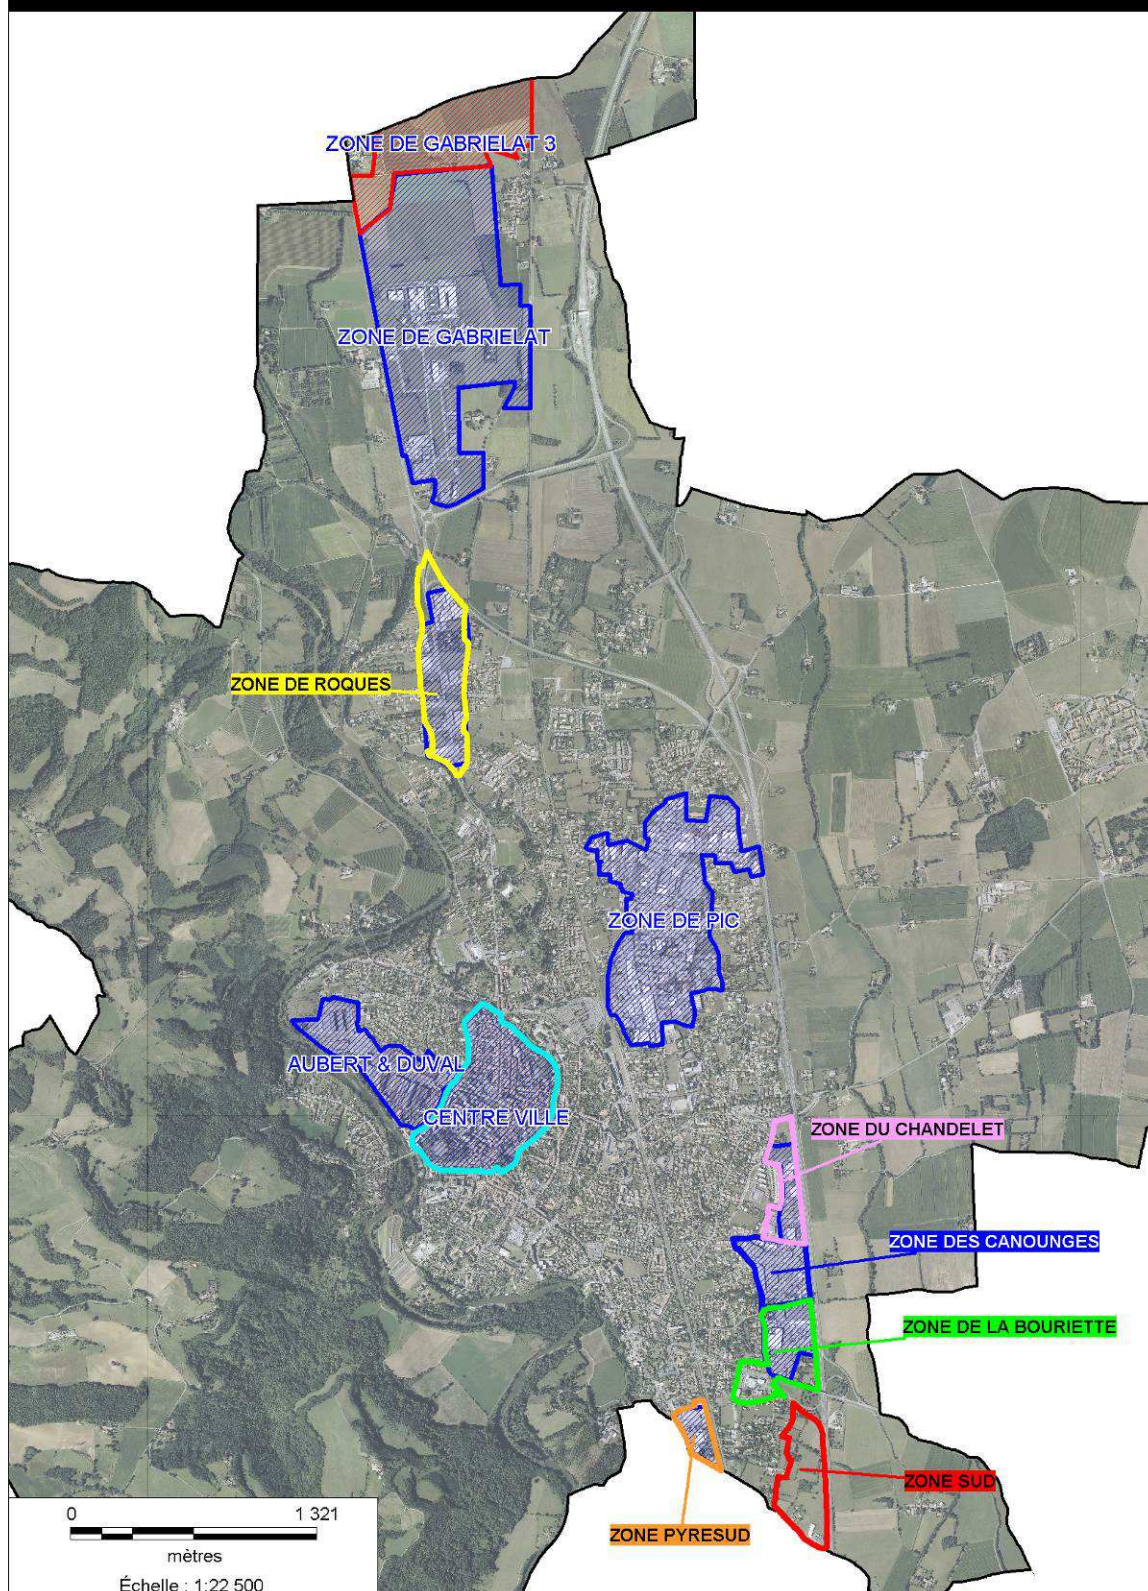 ZONE DE GABRIELAT 3
ZONE DE GABRIELAT
ZONE DE ROQUES
ZONE DE PIC
AUBERT & DUVAL
CENTRE VILLE
ZONE DU CHANDELET
ZONE DES CANOUNGES
ZONE DE LA BOURIETTE
ZONE SUD
ZONE PYRESUD
0 1 321
mètres
Échelle : 1:22 500